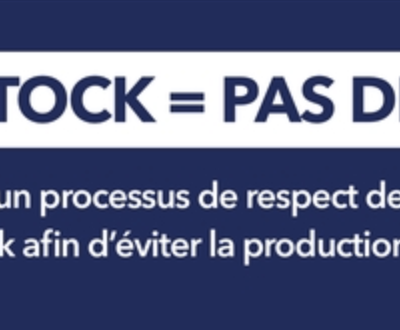 TOCK = PAS D
un processus de respect de
k afin d'éviter la production